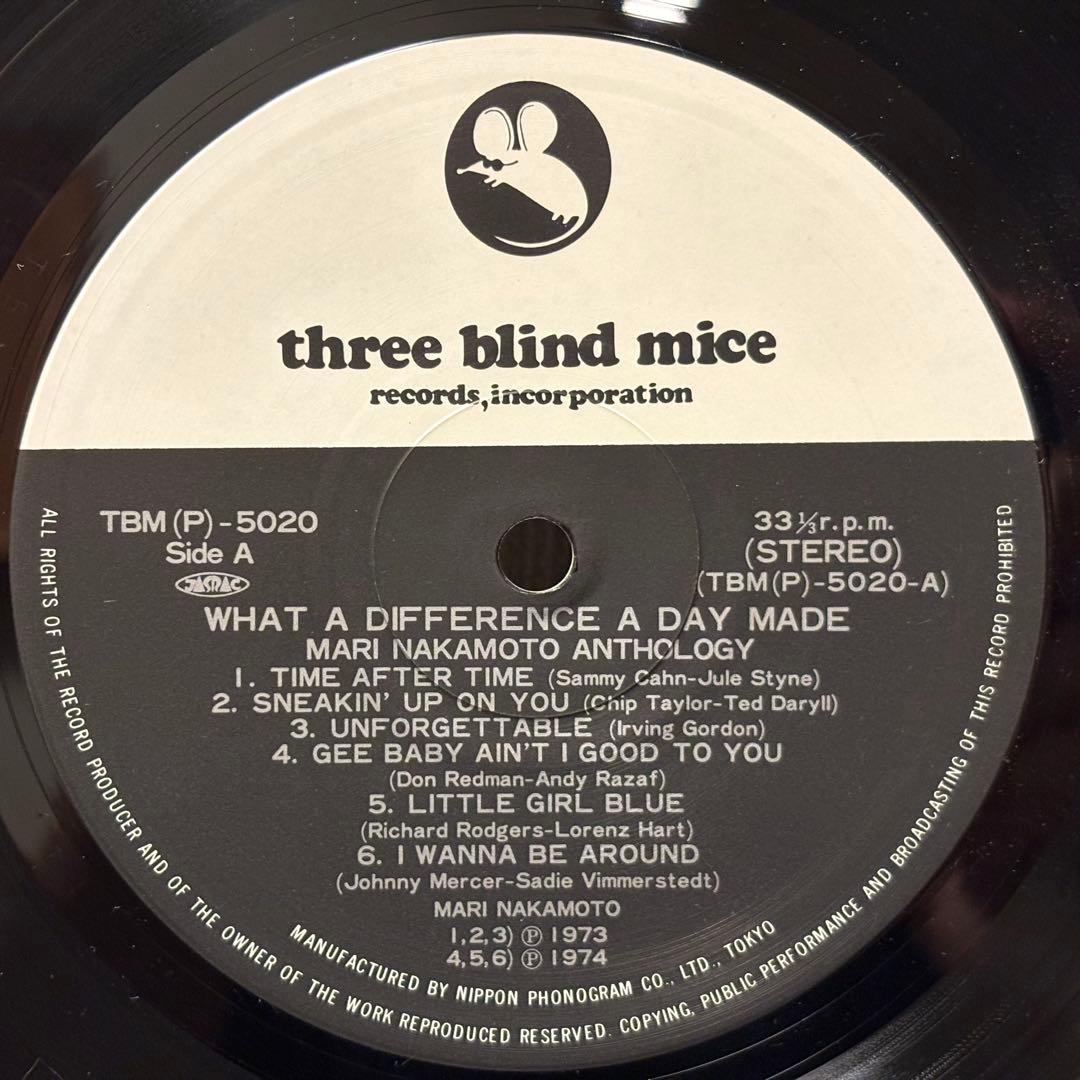 three blind mice
records, incorporation
TBM (P) - 5020
Side A
JASRAC
33⅓ r.p.m.
(STEREO)
(TBM(P)-5020-A)
WHAT A DIFFERENCE A DAY MADE
MARI NAKAMOTO ANTHOLOGY
1. TIME AFTER TIME (Sammy Cahn-Jule Styne)
2. SNEAKIN' UP ON YOU (Chip Taylor-Ted Daryll)
3. UNFORGETTABLE (Irving Gordon)
4. GEE BABY AIN'T I GOOD TO YOU
(Don Redman-Andy Razaf)
5. LITTLE GIRL BLUE
(Richard Rodgers-Lorenz Hart)
6. I WANNA BE AROUND
(Johnny Mercer-Sadie Vimmerstedt)
MARI NAKAMOTO
1,2,3) Ⓟ 1973
4,5,6) Ⓟ 1974
MANUFACTURED BY NIPPON PHONOGRAM CO., LTD., TOKYO
ALL RIGHTS OF THE RECORD PRODUCER AND OF THE OWNER OF THE WORK REPRODUCED RESERVED. COPYING, PUBLIC PERFORMANCE AND BROADCASTING OF THIS RECORD PROHIBITED